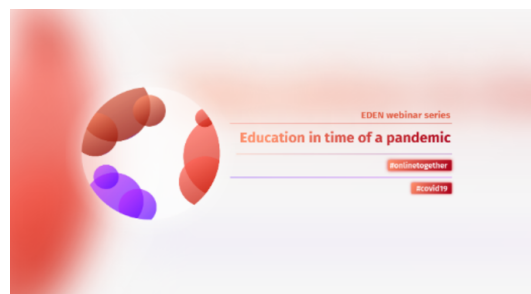 EDEN webinar series
Education in time of a pandemic
#onlinetogether
#covid19